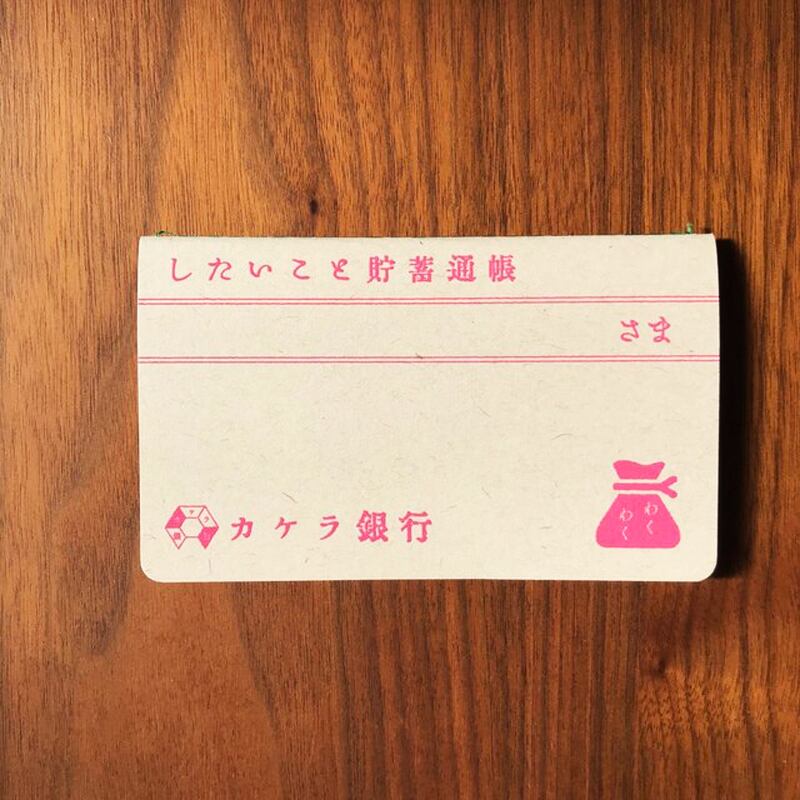 したいこと貯蓄通帳
さま
カケラ銀行
わく
わく